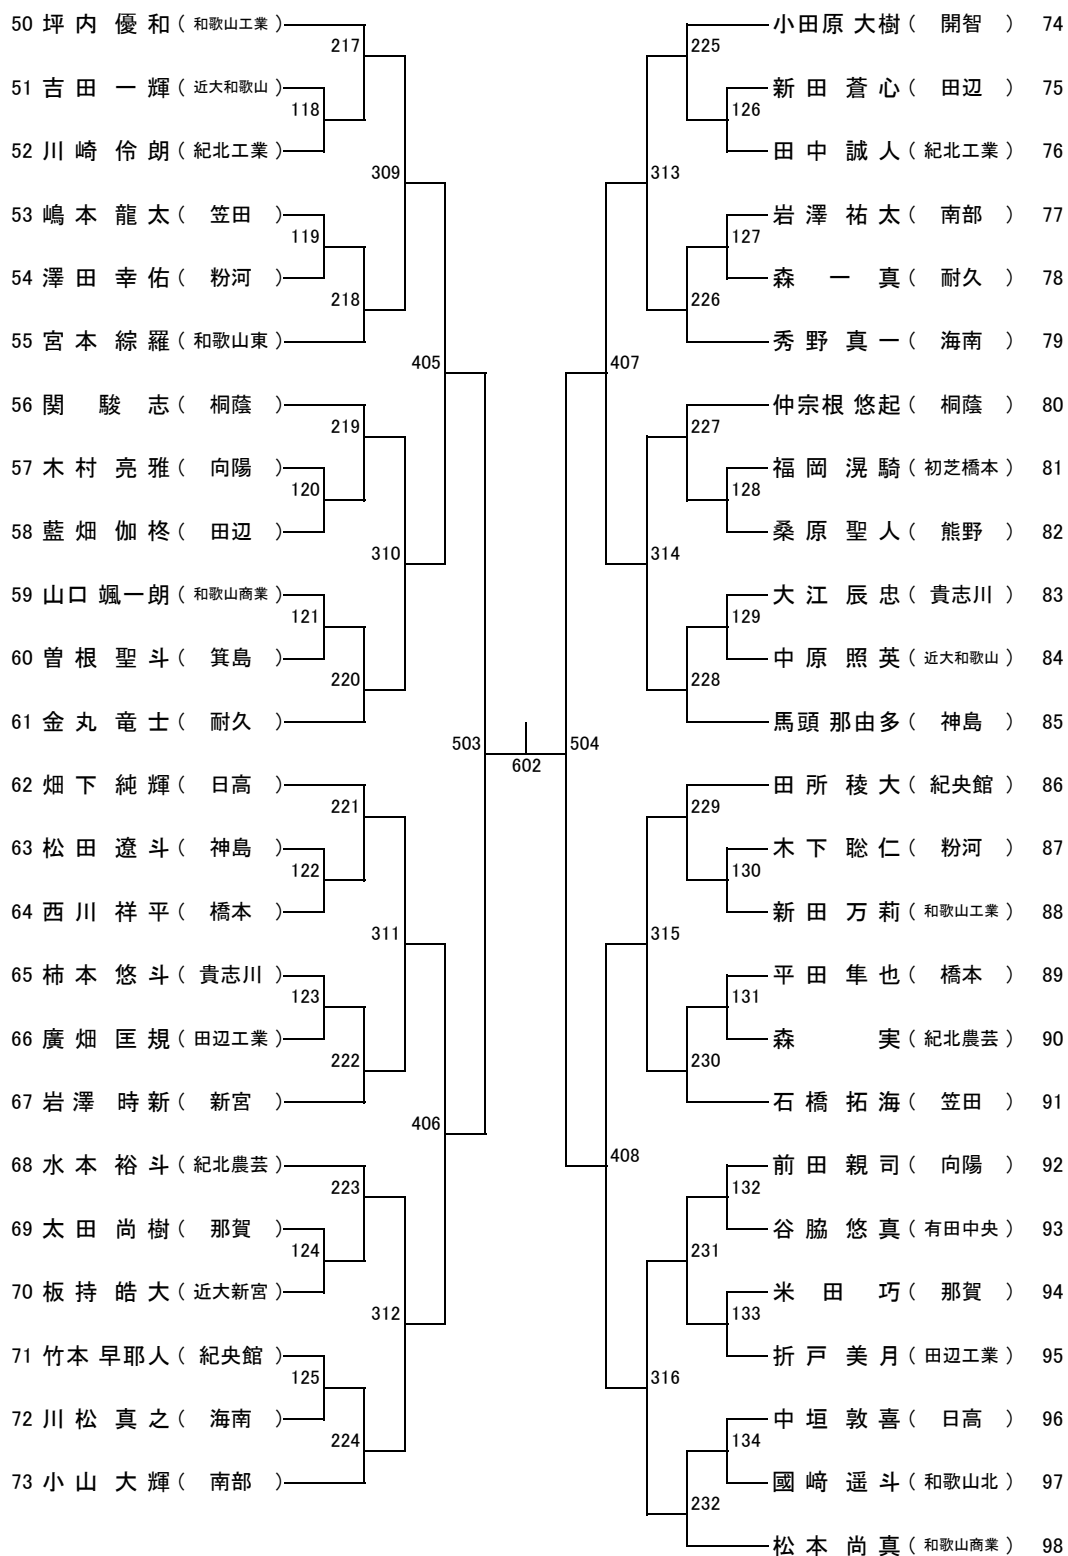 50 坪内 優和 ( 和歌山工業 )
217
51 吉田 一輝 ( 近大和歌山 )
118
52 川崎 伶朗 ( 紀北工業 )
309
53 嶋本 龍太 ( 笠田 )
119
54 澤田 幸佑 ( 粉河 )
218
55 宮本 綜羅 ( 和歌山東 )
405
56 関 駿志 ( 桐蔭 )
219
57 木村 亮雅 ( 向陽 )
120
58 藍畑 伽柊 ( 田辺 )
310
59 山口 颯一朗 ( 和歌山商業 )
121
60 曽根 聖斗 ( 箕島 )
220
61 金丸 竜士 ( 耐久 )
503
62 畑下 純輝 ( 日高 )
221
63 松田 遼斗 ( 神島 )
122
64 西川 祥平 ( 橋本 )
311
65 柿本 悠斗 ( 貴志川 )
123
66 廣畑 匡規 ( 田辺工業 )
222
67 岩澤 時新 ( 新宮 )
406
68 水本 裕斗 ( 紀北農芸 )
223
69 太田 尚樹 ( 那賀 )
124
70 板持 皓大 ( 近大新宮 )
312
71 竹本 早耶人 ( 紀央館 )
125
72 川松 真之 ( 海南 )
224
73 小山 大輝 ( 南部 )
602
小田原 大樹 ( 開智 ) 74
225
新田 蒼心 ( 田辺 ) 75
126
田中 誠人 ( 紀北工業 ) 76
313
岩澤 祐太 ( 南部 ) 77
127
森 一真 ( 耐久 ) 78
226
秀野 真一 ( 海南 ) 79
407
仲宗根 悠起 ( 桐蔭 ) 80
227
福岡 滉騎 ( 初芝橋本 ) 81
128
桑原 聖人 ( 熊野 ) 82
314
大江 辰忠 ( 貴志川 ) 83
129
中原 照英 ( 近大和歌山 ) 84
228
馬頭 那由多 ( 神島 ) 85
504
田所 稜大 ( 紀央館 ) 86
229
木下 聡仁 ( 粉河 ) 87
130
新田 万莉 ( 和歌山工業 ) 88
315
平田 隼也 ( 橋本 ) 89
131
森 実 ( 紀北農芸 ) 90
230
石橋 拓海 ( 笠田 ) 91
408
前田 親司 ( 向陽 ) 92
132
谷脇 悠真 ( 有田中央 ) 93
231
米田 巧 ( 那賀 ) 94
133
折戸 美月 ( 田辺工業 ) 95
316
中垣 敦喜 ( 日高 ) 96
134
國﨑 遥斗 ( 和歌山北 ) 97
232
松本 尚真 ( 和歌山商業 ) 98